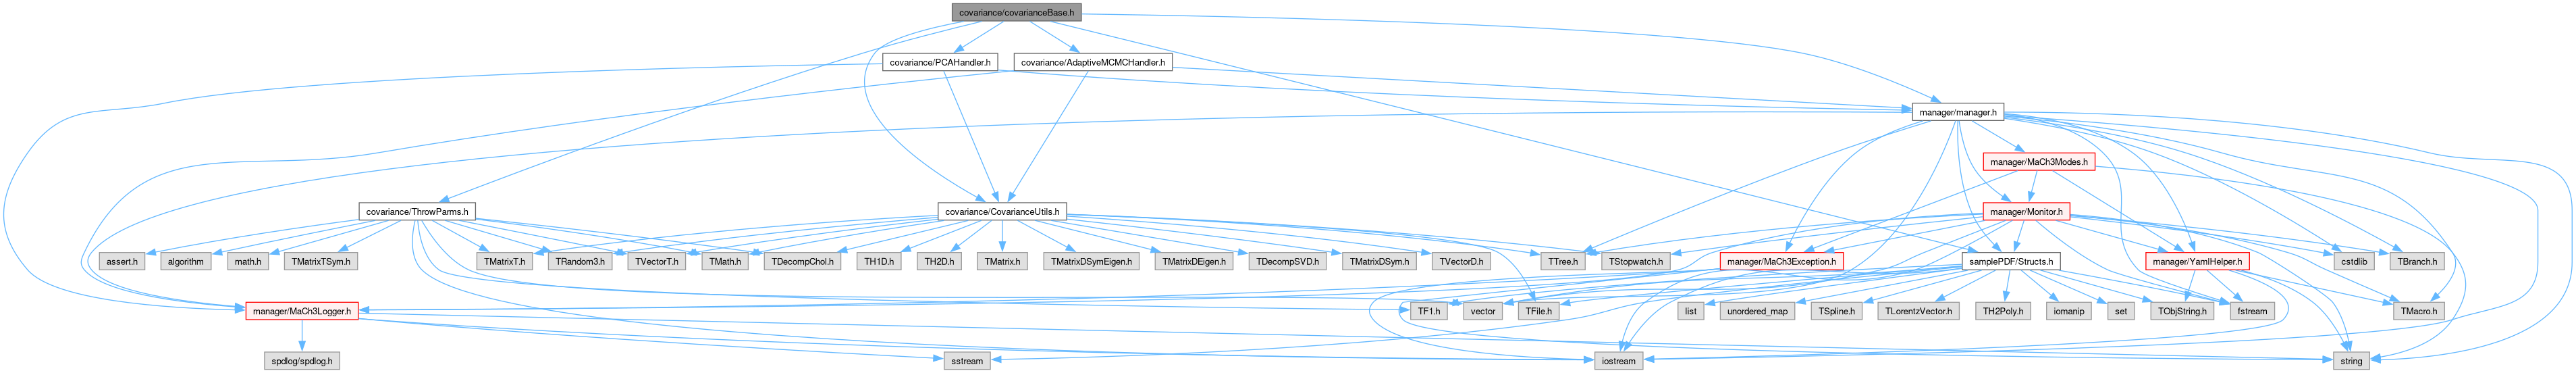 covariance/covarianceBase.h
covariance/PCAHandler.h
covariance/AdaptiveMCMCHandler.h
manager/manager.h
manager/MaCh3Modes.h
covariance/ThrowParms.h
covariance/CovarianceUtils.h
manager/Monitor.h
assert.h
algorithm
math.h
TMatrixTSym.h
TMatrixT.h
TRandom3.h
TVectorT.h
TMath.h
TDecompChol.h
TH1D.h
TH2D.h
TMatrix.h
TMatrixDSymEigen.h
TMatrixDEigen.h
TDecompSVD.h
TMatrixDSym.h
TVectorD.h
TTree.h
TStopwatch.h
manager/MaCh3Exception.h
samplePDF/Structs.h
manager/YamlHelper.h
cstdlib
TBranch.h
manager/MaCh3Logger.h
TF1.h
vector
TFile.h
list
unordered_map
TSpline.h
TLorentzVector.h
TH2Poly.h
iomanip
set
TObjString.h
fstream
TMacro.h
spdlog/spdlog.h
sstream
iostream
string